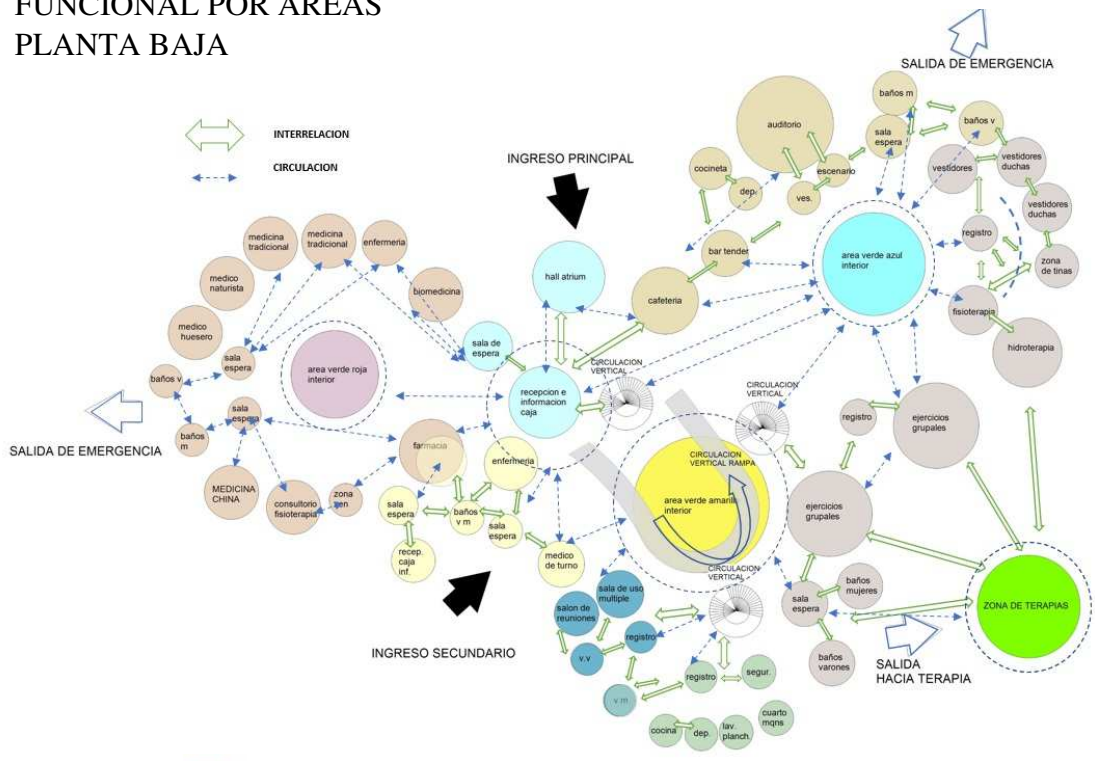 FUNCIONAL POR AREAS
PLANTA BAJA
SALIDA DE EMERGENCIA
INTERRELACION
CIRCULACION
INGRESO PRINCIPAL
auditorio
baños m
sala
espera
baños v
cocineta
dep.
escenario
ves.
vestidores
vestidores
duchas
vestidores
duchas
registro
zona
de tinas
fisioterapia
hidroterapia
bar tender
cafeteria
area verde azul
interior
hall atrium
medicina
tradicional
medicina
tradicional
enfermeria
medico
naturista
biomedicina
medico
huesero
sala
espera
baños v
area verde roja
interior
sala de
espera
recepcion e
informacion
caja
CIRCULACION
VERTICAL
CIRCULACION
VERTICAL
SALIDA DE EMERGENCIA
sala
espera
baños
m
MEDICINA
CHINA
consultorio
fisioterapia
zona
zen
farmacia
enfermeria
sala
espera
baños
v m
sala
espera
recep.
caja
inf.
medico
de turno
CIRCULACION
VERTICAL RAMPA
area verde amarilla
interior
registro
ejercicios
grupales
ejercicios
grupales
CIRCULACION
VERTICAL
INGRESO SECUNDARIO
sala de uso
multiple
salon de
reuniones
registro
v.v
v m
registro
segur.
cocina
dep.
lav.
planch.
cuarto
mqns
sala
espera
baños
mujeres
baños
varones
SALIDA
HACIA TERAPIA
ZONA DE TERAPIAS